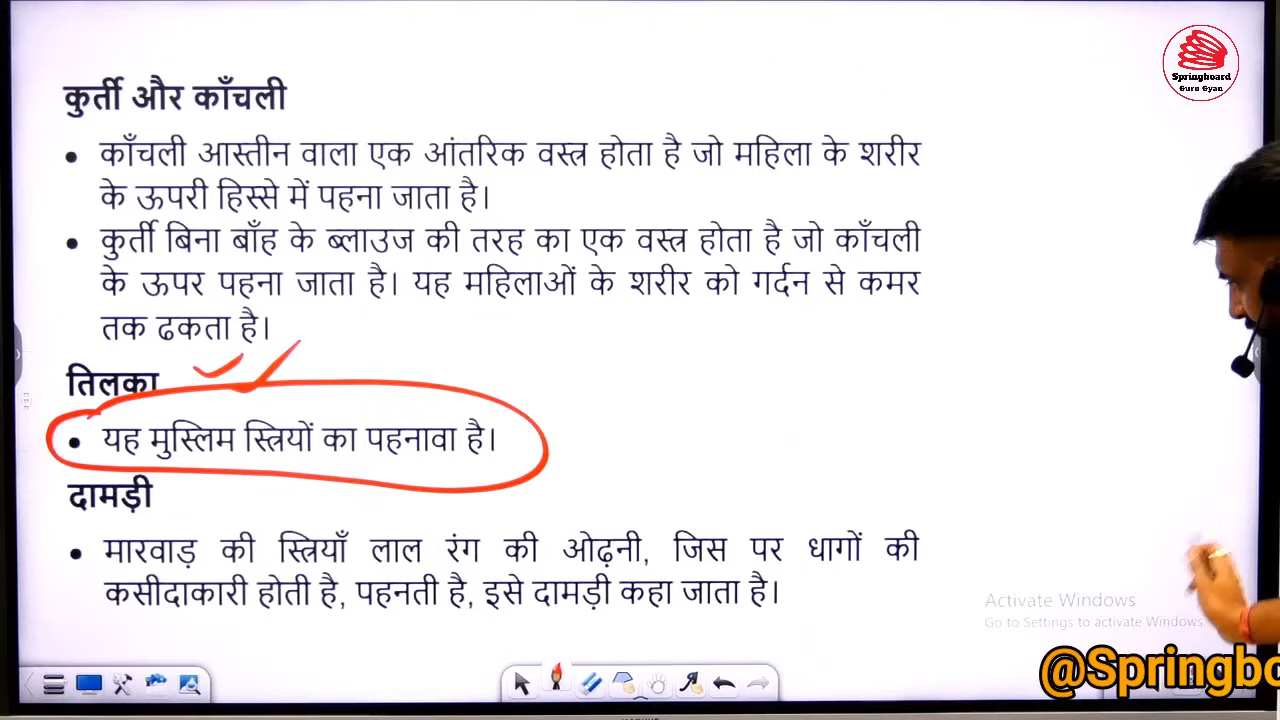 Springboard
Guru Gyan
कुर्ती और काँचली
• काँचली आस्तीन वाला एक आंतरिक वस्त्र होता है जो महिला के शरीर
के ऊपरी हिस्से में पहना जाता है।
• कुर्ती बिना बाँह के ब्लाउज की तरह का एक वस्त्र होता है जो काँचली
के ऊपर पहना जाता है। यह महिलाओं के शरीर को गर्दन से कमर
तक ढकता है।
तिलका
• यह मुस्लिम स्त्रियों का पहनावा है।
दामड़ी
• मारवाड़ की स्त्रियाँ लाल रंग की ओढ़नी, जिस पर धागों की
कसीदाकारी होती है, पहनती है, इसे दामड़ी कहा जाता है।
Activate Windows
Go to Settings to activate Windows.
@Springbo